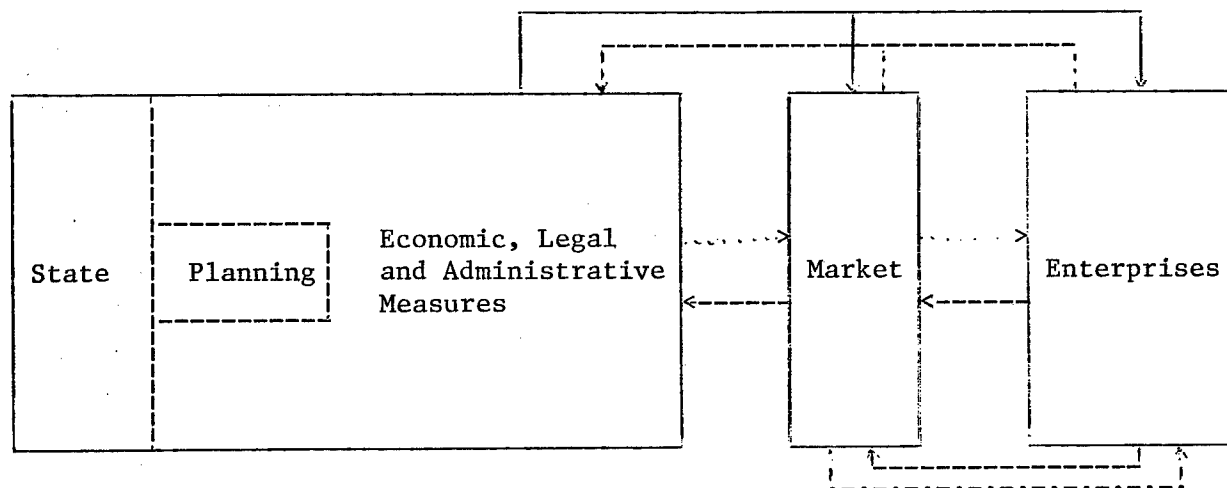 State
Planning
Economic, Legal
and Administrative
Measures
Market
Enterprises